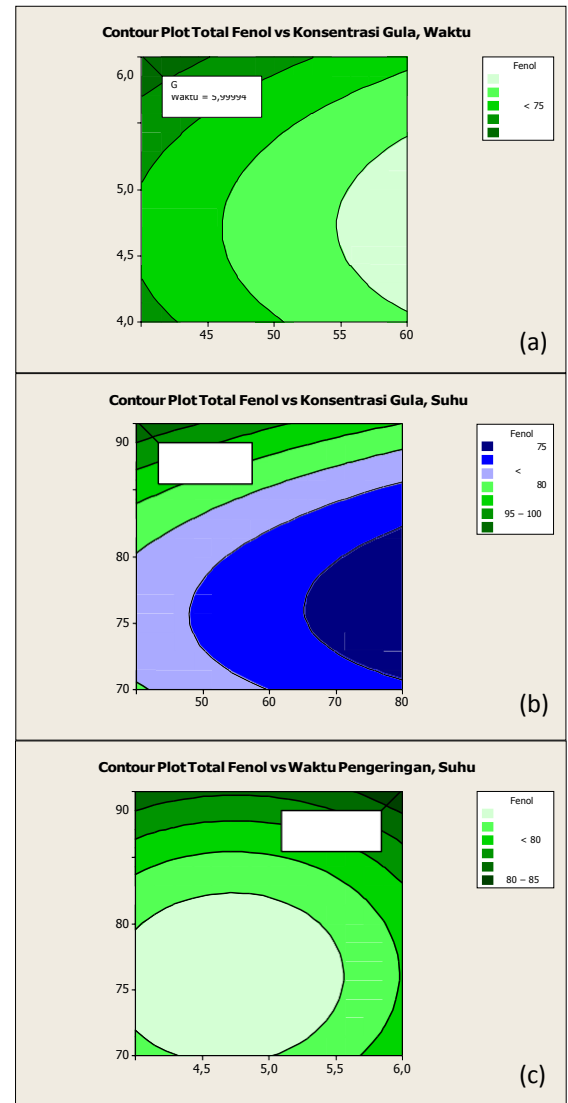 Contour Plot Total Fenol vs Konsentrasi Gula, Waktu
Fenol
< 75
G
Waktu = 5,99994
6,0
5,0
4,5
4,0
45 50 55 60
(a)
Contour Plot Total Fenol vs Konsentrasi Gula, Suhu
Fenol
75
<
80
95 – 100
90
80
75
70
50 60 70 80
(b)
Contour Plot Total Fenol vs Waktu Pengeringan, Suhu
Fenol
< 80
80 – 85
90
80
75
70
4,5 5,0 5,5 6,0
(c)